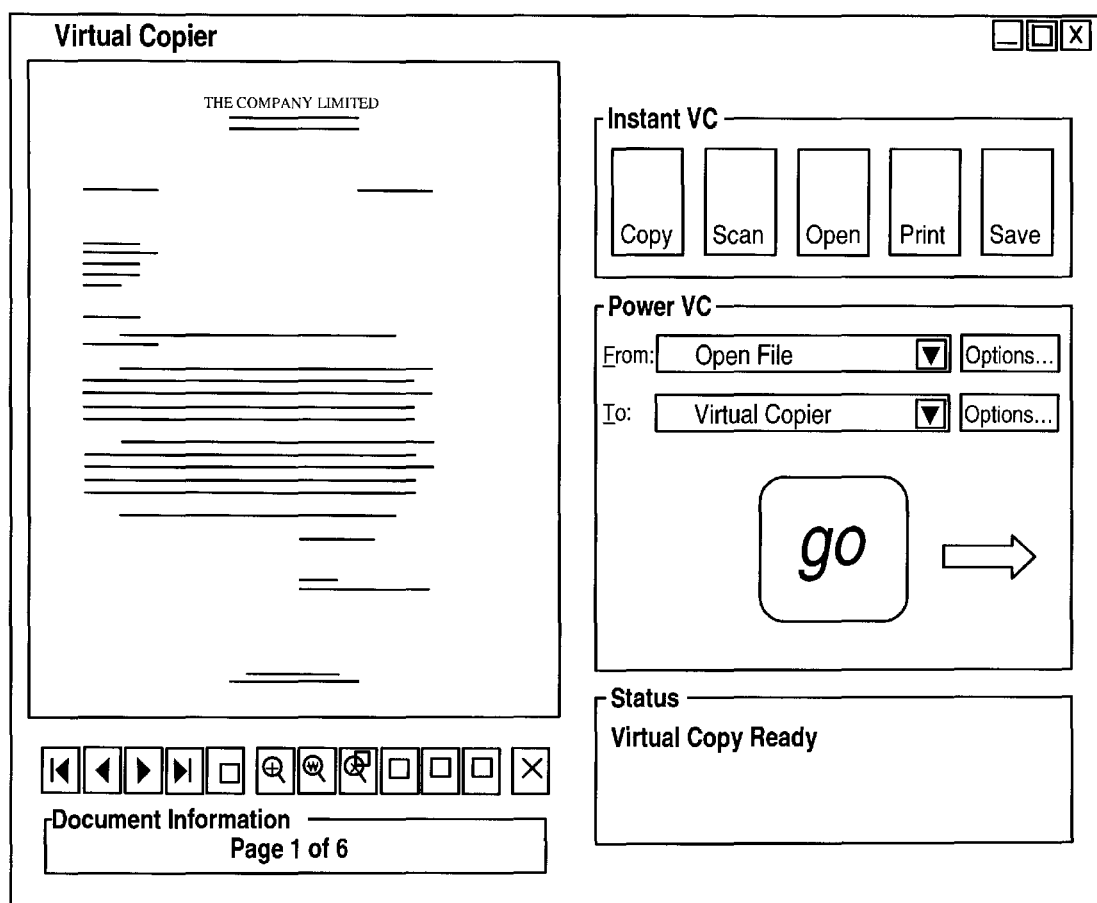 Virtual Copier
X
THE COMPANY LIMITED
Instant VC
Copy Scan Open Print Save
Power VC
From: Open File Options...
To: Virtual Copier Options...
go
Status
Virtual Copy Ready
Document Information
Page 1 of 6